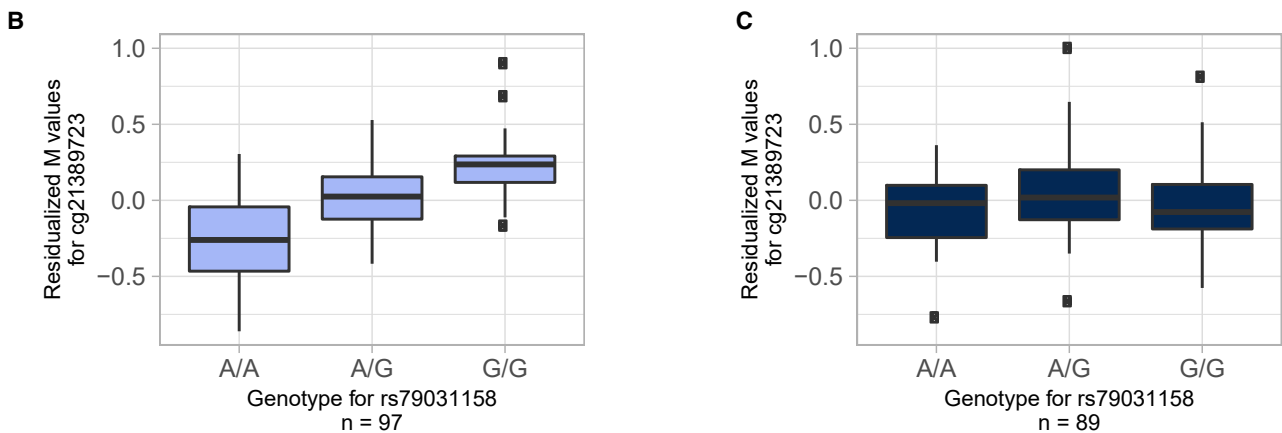 B
Residualized M values
for cg21389723
1.0
0.5
0.0
−0.5
A/A A/G G/G
Genotype for rs79031158
n = 97
C
Residualized M values
for cg21389723
1.0
0.5
0.0
−0.5
A/A A/G G/G
Genotype for rs79031158
n = 89